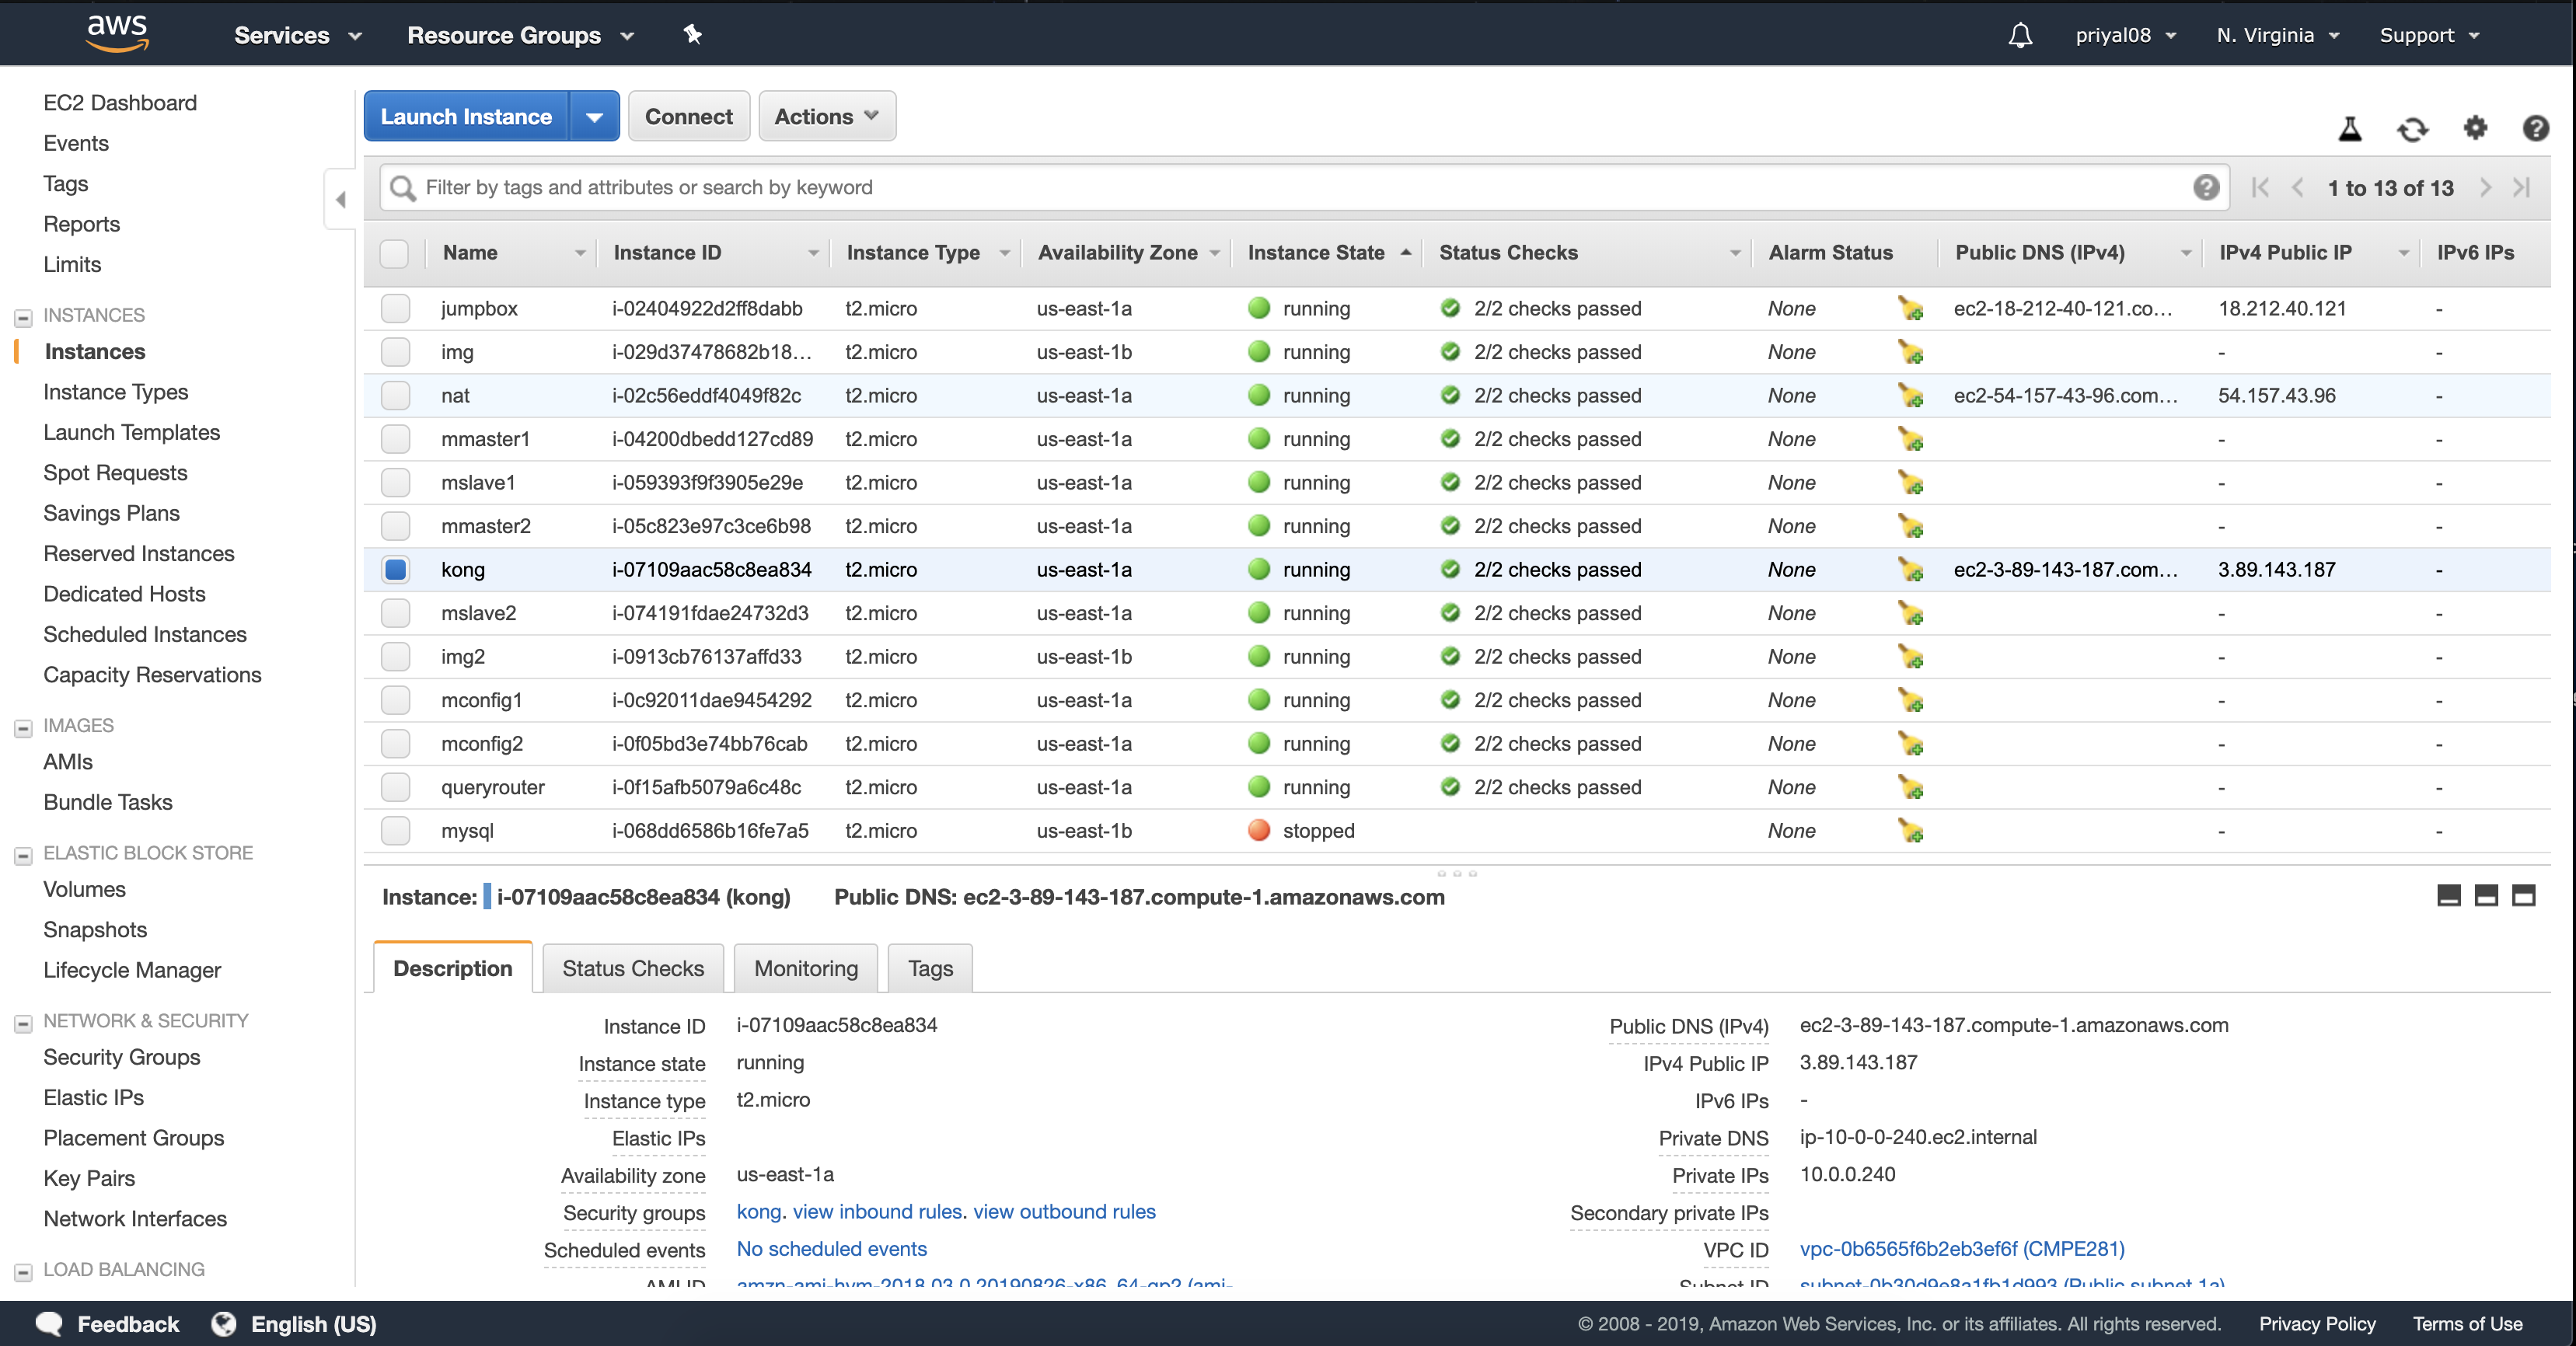 aws Services Resource Groups priyal08 N. Virginia Support
EC2 Dashboard
Events
Tags
Reports
Limits
INSTANCES
Instances
Instance Types
Launch Templates
Spot Requests
Savings Plans
Reserved Instances
Dedicated Hosts
Scheduled Instances
Capacity Reservations
IMAGES
AMIs
Bundle Tasks
ELASTIC BLOCK STORE
Volumes
Snapshots
Lifecycle Manager
NETWORK & SECURITY
Security Groups
Elastic IPs
Placement Groups
Key Pairs
Network Interfaces
LOAD BALANCING
Launch Instance Connect Actions
Filter by tags and attributes or search by keyword 1 to 13 of 13
Name Instance ID Instance Type Availability Zone Instance State Status Checks Alarm Status Public DNS (IPv4) IPv4 Public IP IPv6 IPs
jumpbox i-02404922d2ff8dabb t2.micro us-east-1a running 2/2 checks passed None ec2-18-212-40-121.co... 18.212.40.121 -
img i-029d37478682b18... t2.micro us-east-1b running 2/2 checks passed None - -
nat i-02c56eddf4049f82c t2.micro us-east-1a running 2/2 checks passed None ec2-54-157-43-96.com... 54.157.43.96 -
mmaster1 i-04200dbedd127cd89 t2.micro us-east-1a running 2/2 checks passed None - -
mslave1 i-059393f9f3905e29e t2.micro us-east-1a running 2/2 checks passed None - -
mmaster2 i-05c823e97c3ce6b98 t2.micro us-east-1a running 2/2 checks passed None - -
kong i-07109aac58c8ea834 t2.micro us-east-1a running 2/2 checks passed None ec2-3-89-143-187.com... 3.89.143.187 -
mslave2 i-074191fdae24732d3 t2.micro us-east-1a running 2/2 checks passed None - -
img2 i-0913cb76137affd33 t2.micro us-east-1b running 2/2 checks passed None - -
mconfig1 i-0c92011dae9454292 t2.micro us-east-1a running 2/2 checks passed None - -
mconfig2 i-0f05bd3e74bb76cab t2.micro us-east-1a running 2/2 checks passed None - -
queryrouter i-0f15afb5079a6c48c t2.micro us-east-1a running 2/2 checks passed None - -
mysql i-068dd6586b16fe7a5 t2.micro us-east-1b stopped None - -
Instance: i-07109aac58c8ea834 (kong) Public DNS: ec2-3-89-143-187.compute-1.amazonaws.com
Description Status Checks Monitoring Tags
Instance ID i-07109aac58c8ea834
Instance state running
Instance type t2.micro
Elastic IPs
Availability zone us-east-1a
Security groups kong. view inbound rules. view outbound rules
Scheduled events No scheduled events
AMI ID amzn-ami-hvm-2018.03.0.20190826-x86_64-gp2 (ami-
Public DNS (IPv4) ec2-3-89-143-187.compute-1.amazonaws.com
IPv4 Public IP 3.89.143.187
IPv6 IPs -
Private DNS ip-10-0-0-240.ec2.internal
Private IPs 10.0.0.240
Secondary private IPs
VPC ID vpc-0b6565f6b2eb3ef6f (CMPE281)
Subnet ID subnet-0b30d9e8a1fb1d993 (Public subnet 1a)
Feedback English (US) © 2008 - 2019, Amazon Web Services, Inc. or its affiliates. All rights reserved. Privacy Policy Terms of Use